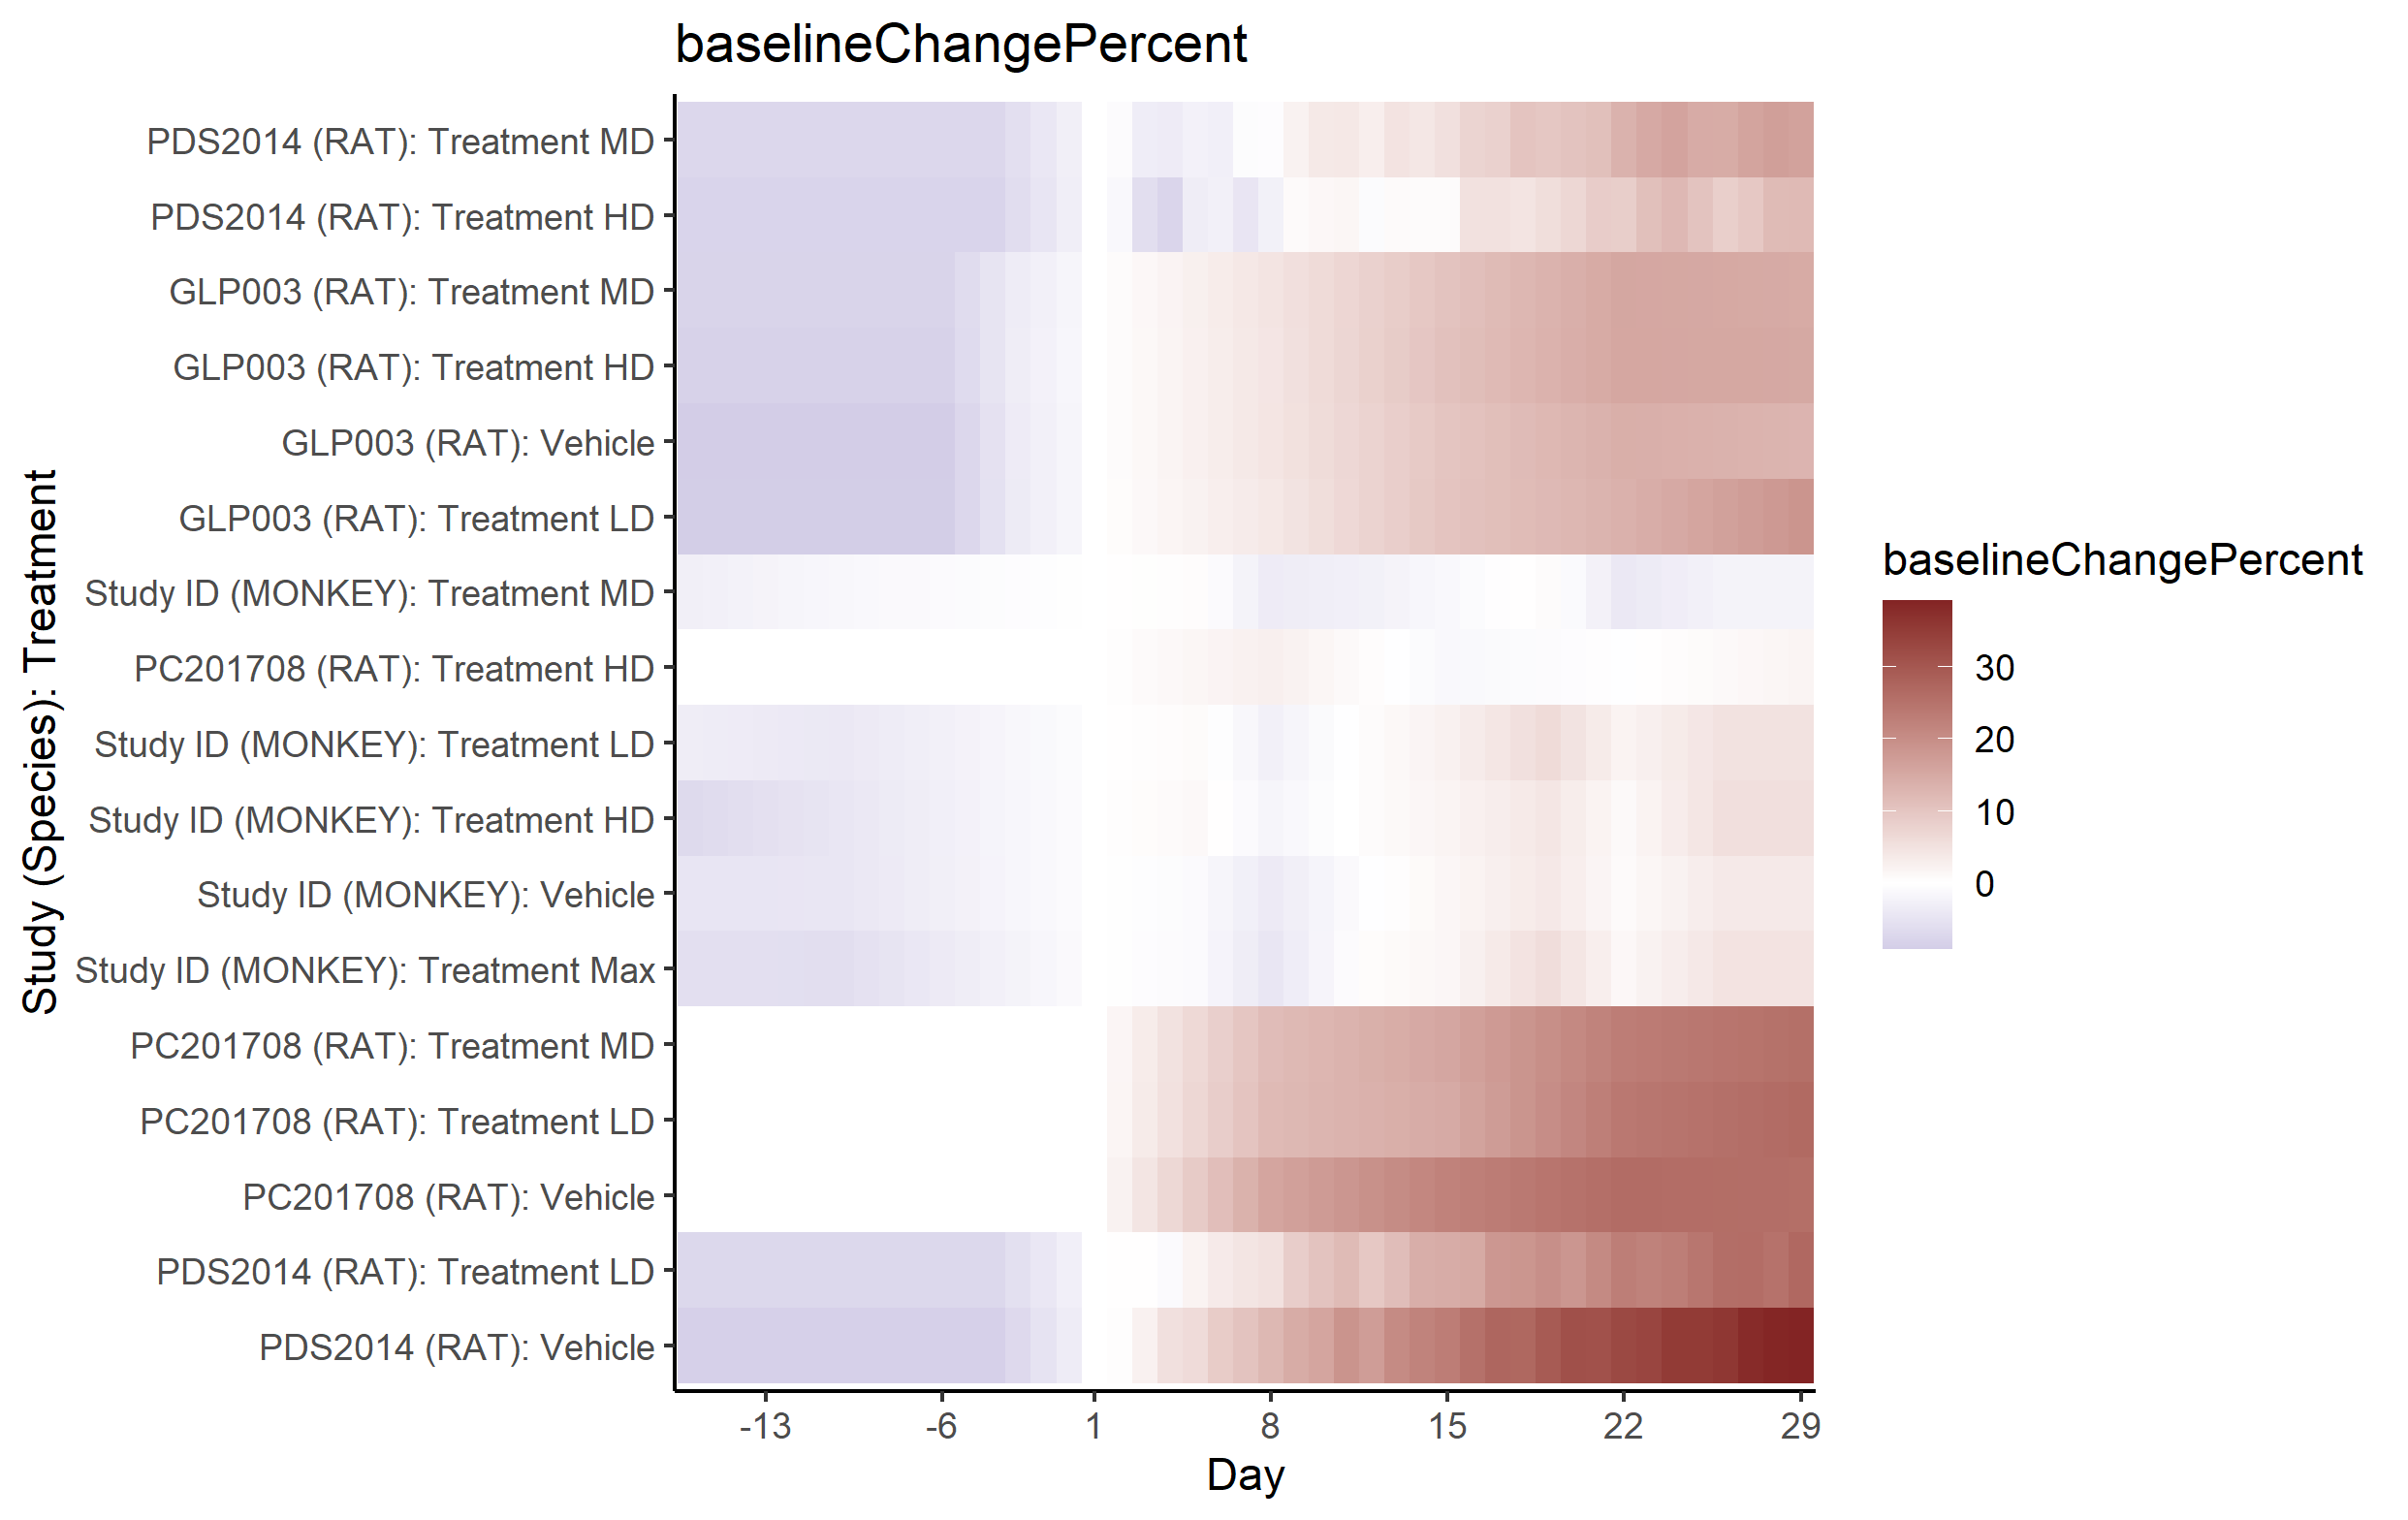 baselineChangePercent
Study (Species): Treatment
PDS2014 (RAT): Treatment MD
PDS2014 (RAT): Treatment HD
GLP003 (RAT): Treatment MD
GLP003 (RAT): Treatment HD
GLP003 (RAT): Vehicle
GLP003 (RAT): Treatment LD
Study ID (MONKEY): Treatment MD
PC201708 (RAT): Treatment HD
Study ID (MONKEY): Treatment LD
Study ID (MONKEY): Treatment HD
Study ID (MONKEY): Vehicle
Study ID (MONKEY): Treatment Max
PC201708 (RAT): Treatment MD
PC201708 (RAT): Treatment LD
PC201708 (RAT): Vehicle
PDS2014 (RAT): Treatment LD
PDS2014 (RAT): Vehicle
-13 -6 1 8 15 22 29
Day
baselineChangePercent
30
20
10
0